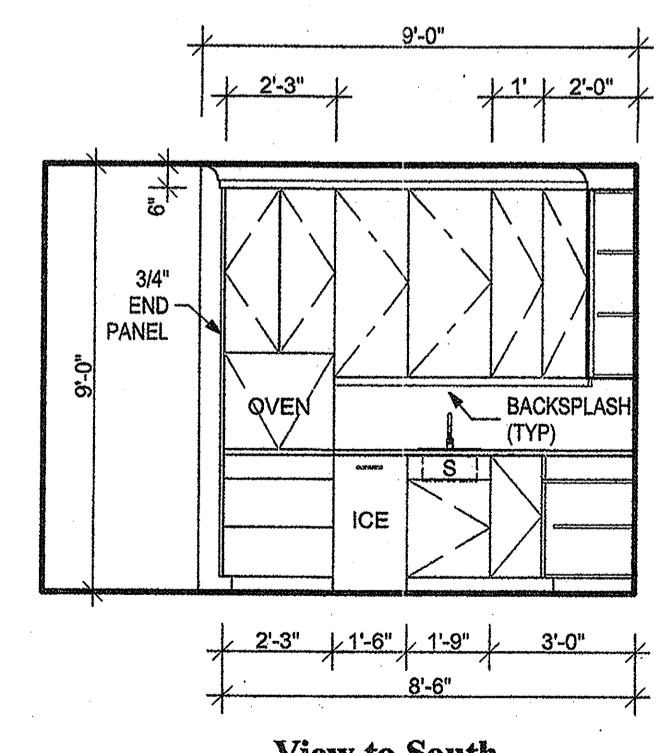 9'-0"
2'-3"
1'
2'-0"
6"
3/4"
END
PANEL
9'-0"
OVEN
BACKSPLASH
(TYP)
S
ICE
2'-3"
1'-6"
1'-9"
3'-0"
8'-6"
View to South